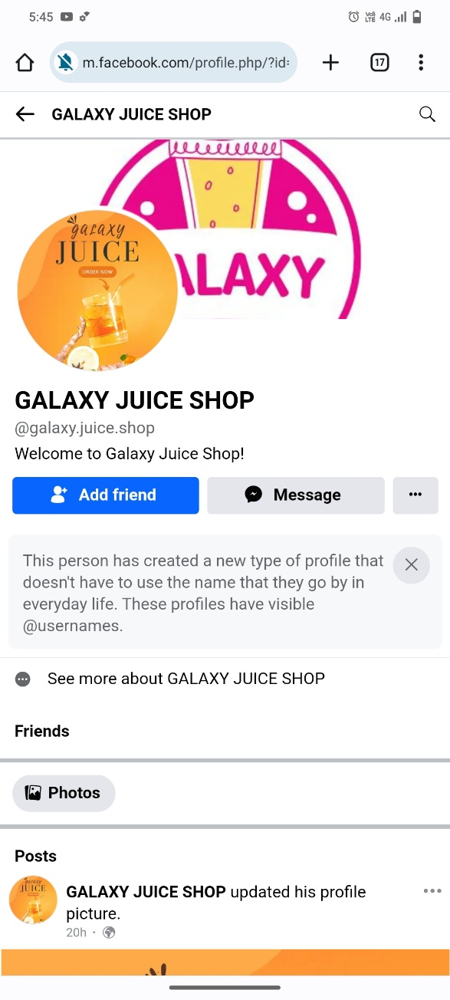 5:45
Vo) LTE 4G
m.facebook.com/profile.php/?id=
17
GALAXY JUICE SHOP
ALAXY
galaxy
JUICE
ORDER NOW
GALAXY JUICE SHOP
@galaxy.juice.shop
Welcome to Galaxy Juice Shop!
Add friend
Message
This person has created a new type of profile that
doesn't have to use the name that they go by in
everyday life. These profiles have visible
@usernames.
See more about GALAXY JUICE SHOP
Friends
Photos
Posts
galaxy
JUICE
GALAXY JUICE SHOP updated his profile
picture.
20h ·